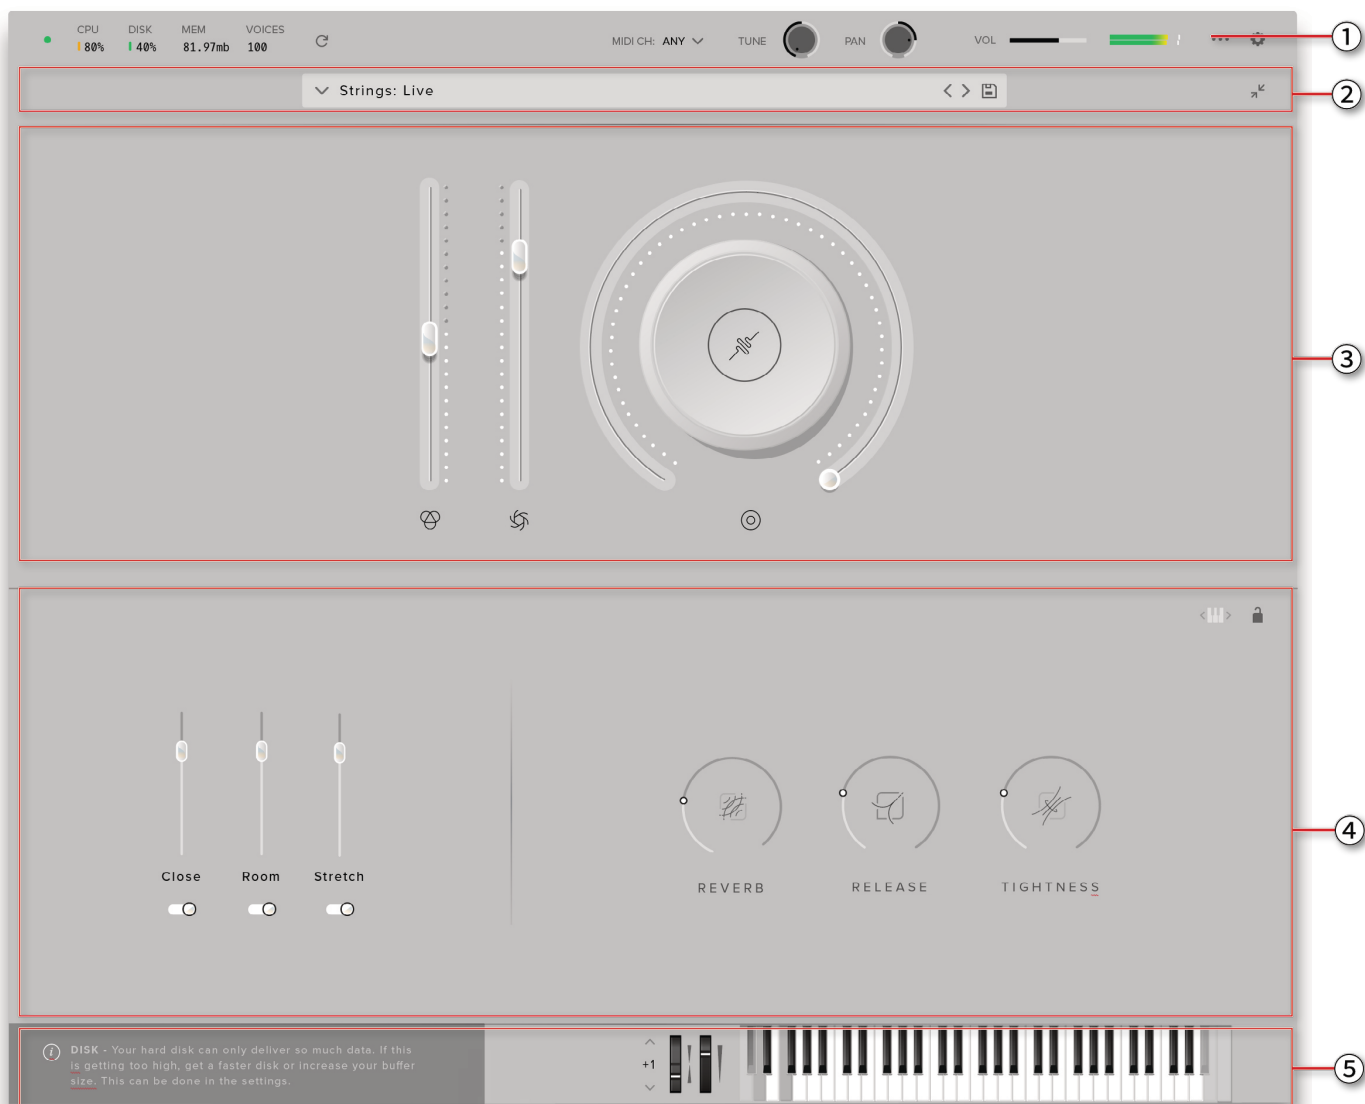 CPU DISK MEM VOICES
80% 40% 81.97mb 100
MIDI CH: ANY TUNE PAN VOL
1
Strings: Live
2
3
Close Room Stretch
REVERB RELEASE TIGHTNESS
4
DISK - Your hard disk can only deliver so much data. If this
is getting too high, get a faster disk or increase your buffer
size. This can be done in the settings.
+1
5